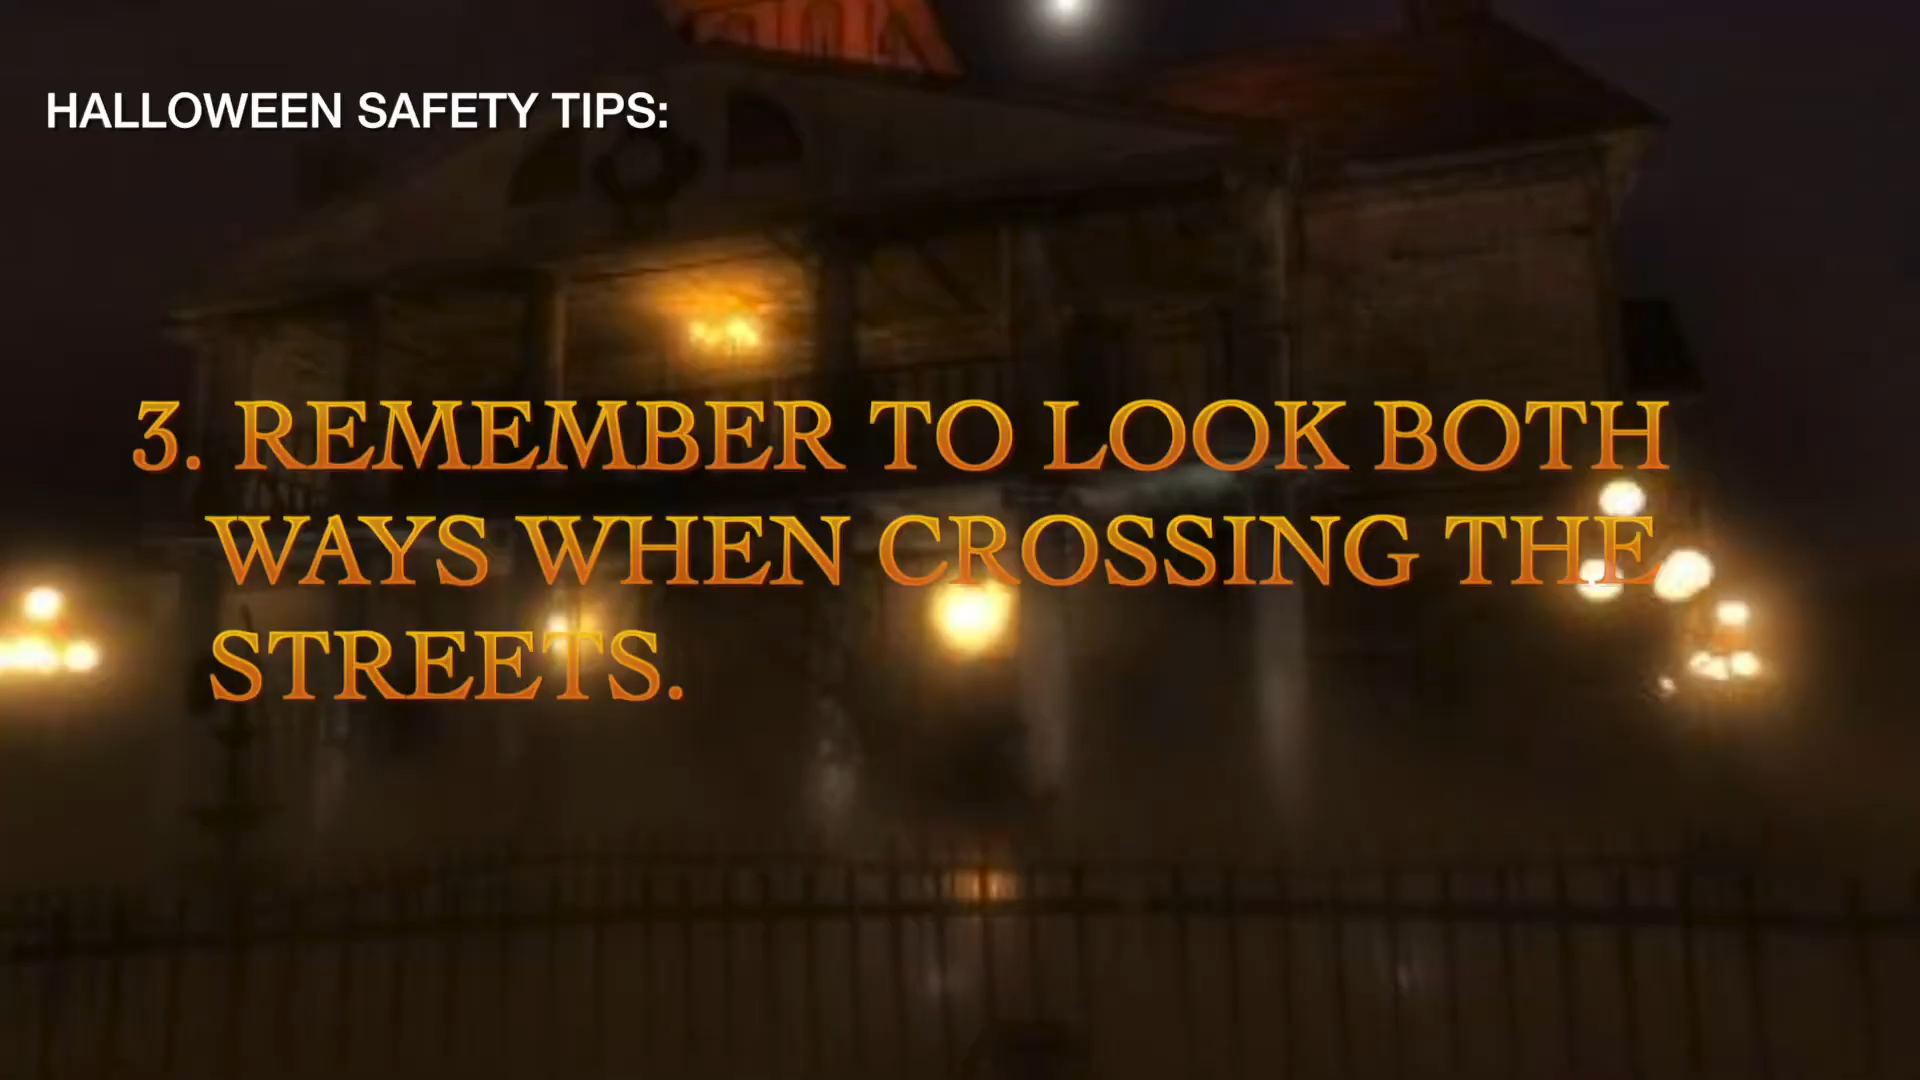 HALLOWEEN SAFETY TIPS:
3. REMEMBER TO LOOK BOTH
WAYS WHEN CROSSING THE
STREETS.